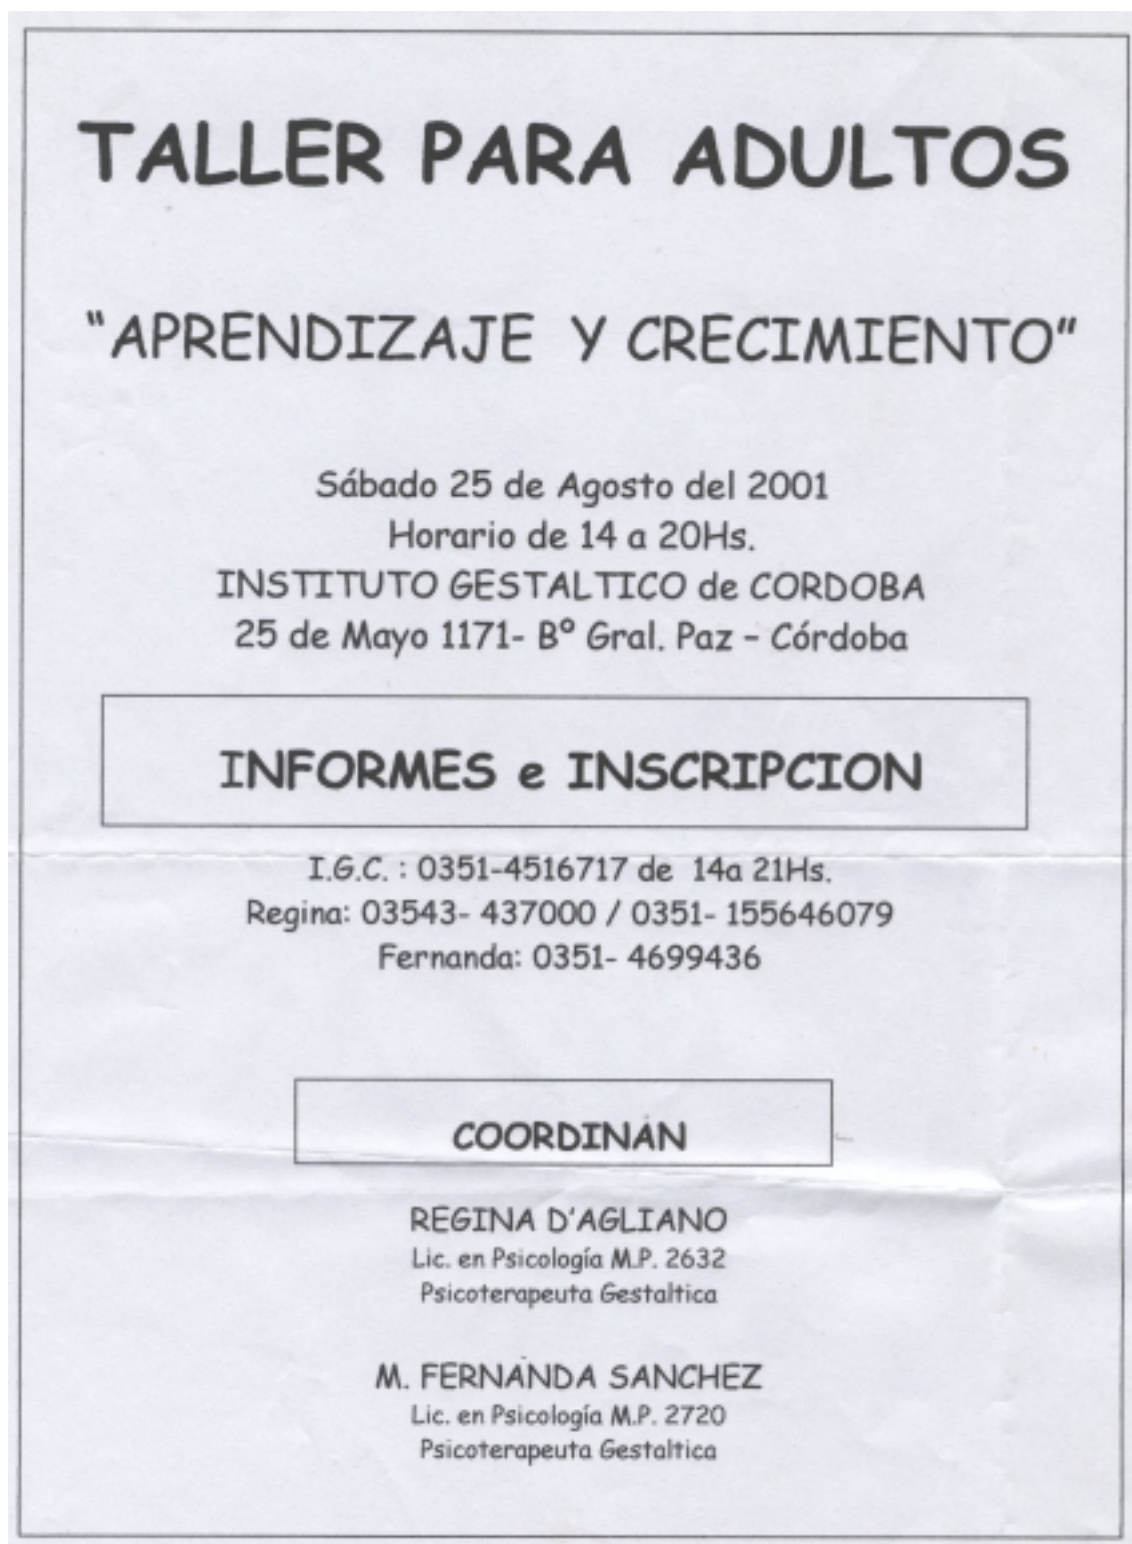 TALLER PARA ADULTOS
“APRENDIZAJE Y CRECIMIENTO”
Sábado 25 de Agosto del 2001
Horario de 14 a 20Hs.
INSTITUTO GESTALTICO de CORDOBA
25 de Mayo 1171- Bº Gral. Paz – Córdoba
INFORMES e INSCRIPCION
I.G.C. : 0351-4516717 de 14a 21Hs.
Regina: 03543- 437000 / 0351- 155646079
Fernanda: 0351- 4699436
COORDINAN
REGINA D’AGLIANO
Lic. en Psicología M.P. 2632
Psicoterapeuta Gestaltica
M. FERNANDA SANCHEZ
Lic. en Psicología M.P. 2720
Psicoterapeuta Gestaltica